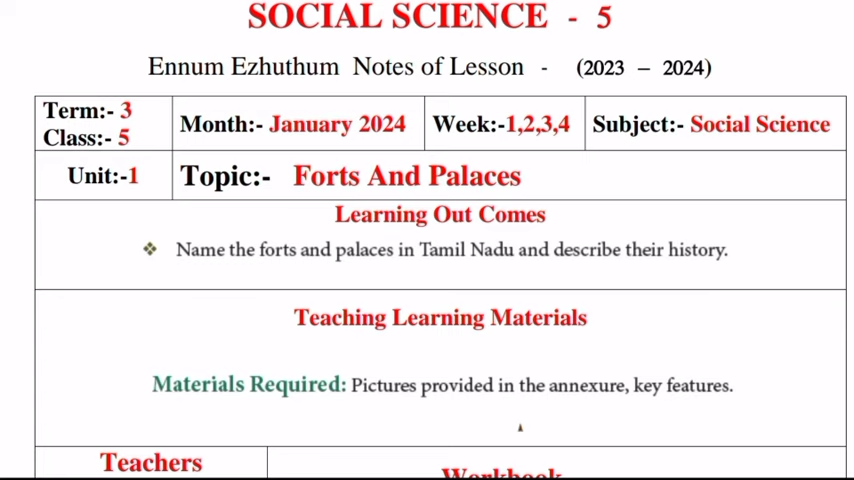 SOCIAL SCIENCE - 5
Ennum Ezhuthum Notes of Lesson - (2023 – 2024)
Term:- 3
Class:- 5
Month:- January 2024
Week:-1,2,3,4
Subject:- Social Science
Unit:-1
Topic:- Forts And Palaces
Learning Out Comes
❖ Name the forts and palaces in Tamil Nadu and describe their history.
Teaching Learning Materials
Materials Required: Pictures provided in the annexure, key features.
Teachers
Workbook